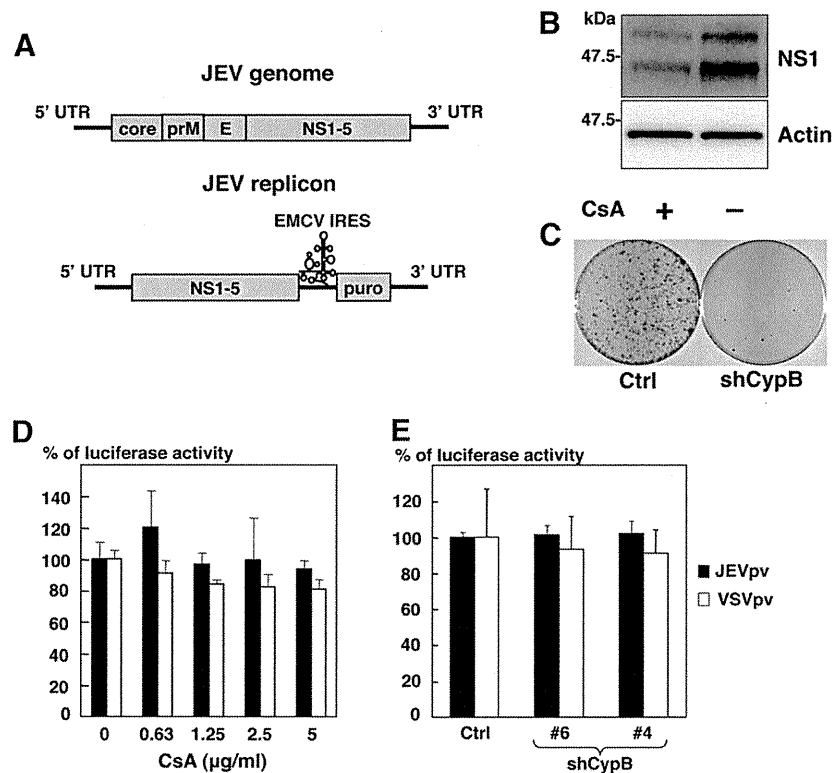 A
JEV genome
5' UTR
3' UTR
core prM E NS1-5
JEV replicon
EMCV IRES
5' UTR
3' UTR
NS1-5 puro
B
kDa
47.5-
NS1
47.5-
Actin
CsA + −
C
Ctrl shCypB
D
% of luciferase activity
140
120
100
80
60
40
20
0
0 0.63 1.25 2.5 5
CsA (μg/ml)
E
% of luciferase activity
120
100
80
60
40
20
0
Ctrl #6 #4
shCypB
JEVpv
VSVpv